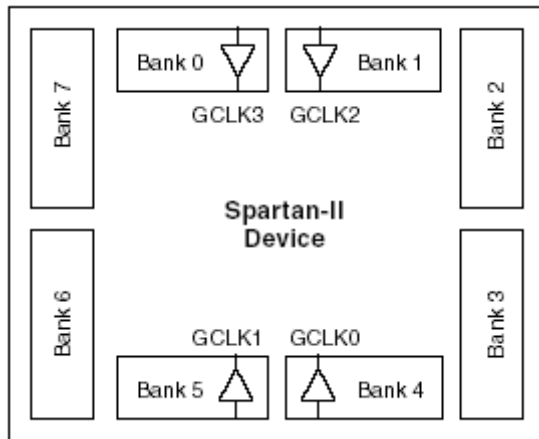 Bank 0
Bank 1
Bank 7
Bank 2
GCLK3
GCLK2
Spartan-II
Device
Bank 6
Bank 3
GCLK1
GCLK0
Bank 5
Bank 4